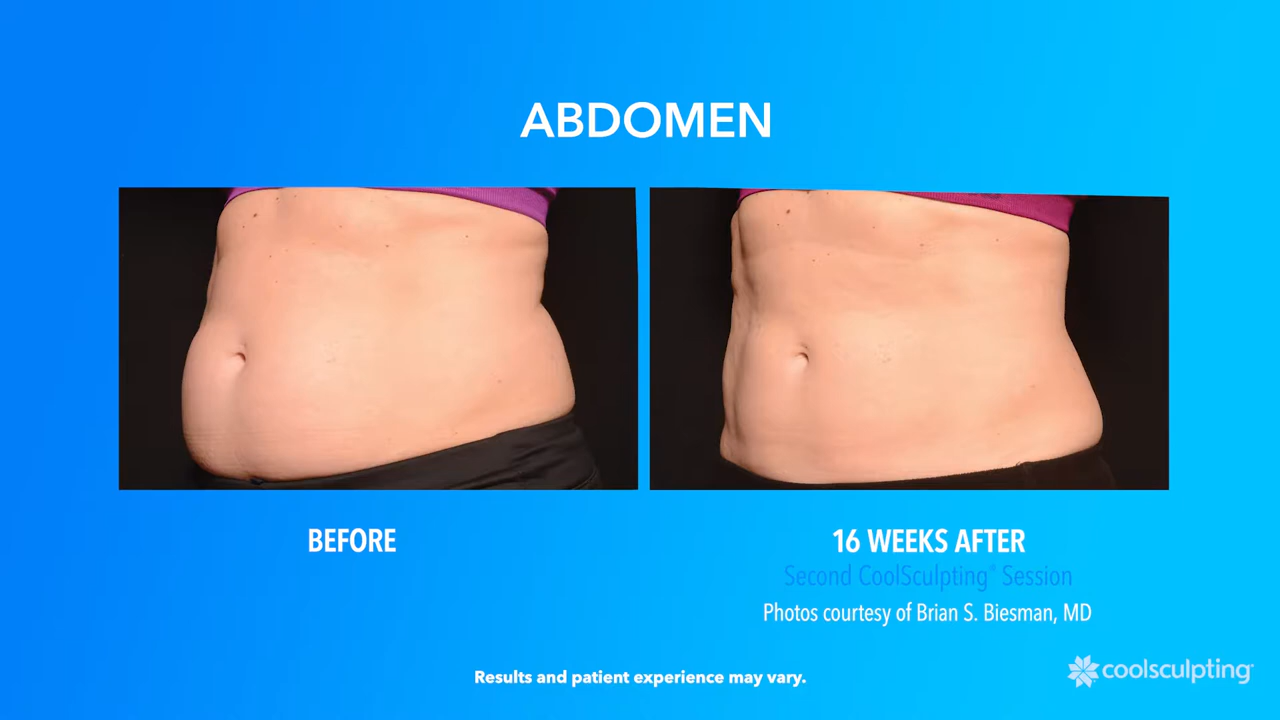 ABDOMEN
BEFORE
16 WEEKS AFTER
Second CoolSculpting® Session
Photos courtesy of Brian S. Biesman, MD
Results and patient experience may vary.
coolsculpting